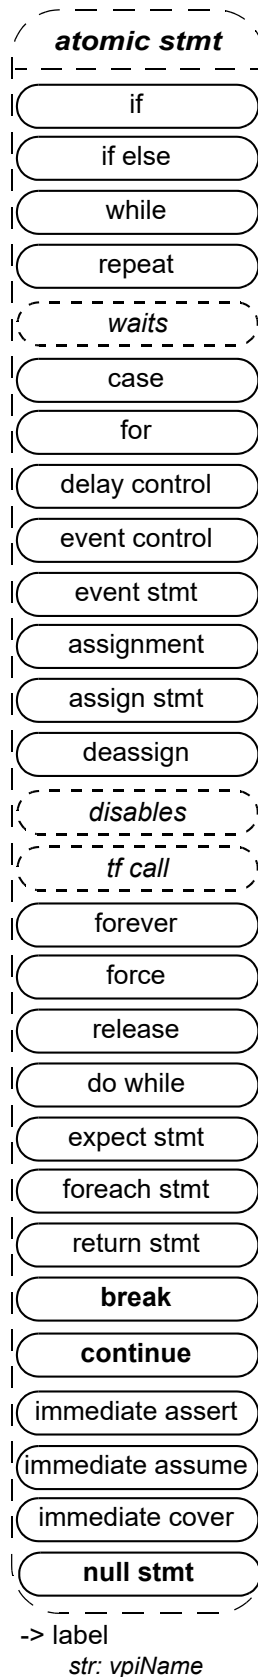 atomic stmt
if
if else
while
repeat
waits
case
for
delay control
event control
event stmt
assignment
assign stmt
deassign
disables
tf call
forever
force
release
do while
expect stmt
foreach stmt
return stmt
break
continue
immediate assert
immediate assume
immediate cover
null stmt
-> label
str: vpiName